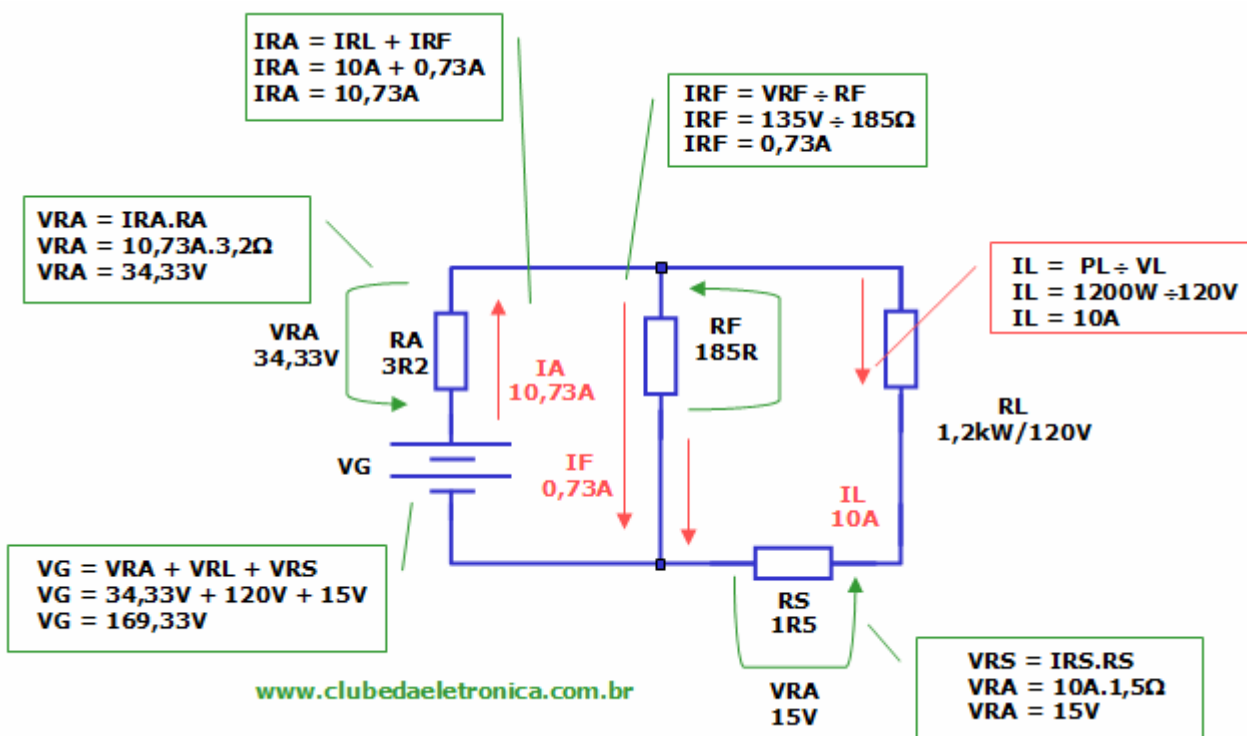 IRA = IRL + IRF
IRA = 10A + 0,73A
IRA = 10,73A
IRF = VRF ÷ RF
IRF = 135V ÷ 185Ω
IRF = 0,73A
VRA = IRA.RA
VRA = 10,73A.3,2Ω
VRA = 34,33V
IL = PL ÷ VL
IL = 1200W ÷120V
IL = 10A
VRA
34,33V
RA
3R2
IA
10,73A
RF
185R
RL
1,2kW/120V
VG
IF
0,73A
IL
10A
VG = VRA + VRL + VRS
VG = 34,33V + 120V + 15V
VG = 169,33V
RS
1R5
VRA
15V
VRS = IRS.RS
VRA = 10A.1,5Ω
VRA = 15V
www.clubedaeletronica.com.br